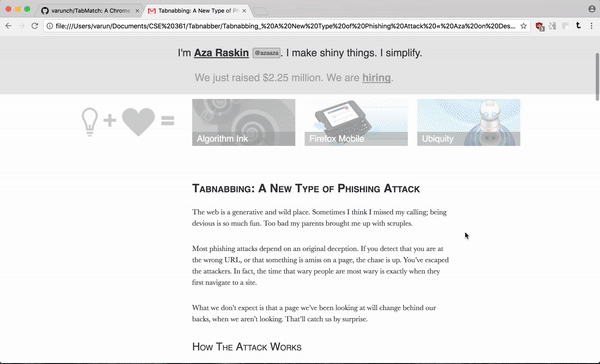 varunch/TabMatch: A Chrome
Tabnabbing: A New Type of Ph
file:///Users/varun/Documents/CSE%20361/Tabnabber/Tabnabbing_%20A%20New%20Type%20of%20Phishing%20Attack%20«%20Aza%20on%20Des...
I'm Aza Raskin @azaaza. I make shiny things. I simplify.
We just raised $2.25 million. We are hiring.
+ =
Algorithm Ink
Firefox Mobile
Ubiquity
Tabnabbing: A New Type of Phishing Attack
The web is a generative and wild place. Sometimes I think I missed my calling; being
devious is so much fun. Too bad my parents brought me up with scruples.
Most phishing attacks depend on an original deception. If you detect that you are at
the wrong URL, or that something is amiss on a page, the chase is up. You've escaped
the attackers. In fact, the time that wary people are most wary is exactly when they
first navigate to a site.
What we don't expect is that a page we've been looking at will change behind our
backs, when we aren't looking. That'll catch us by surprise.
How The Attack Works